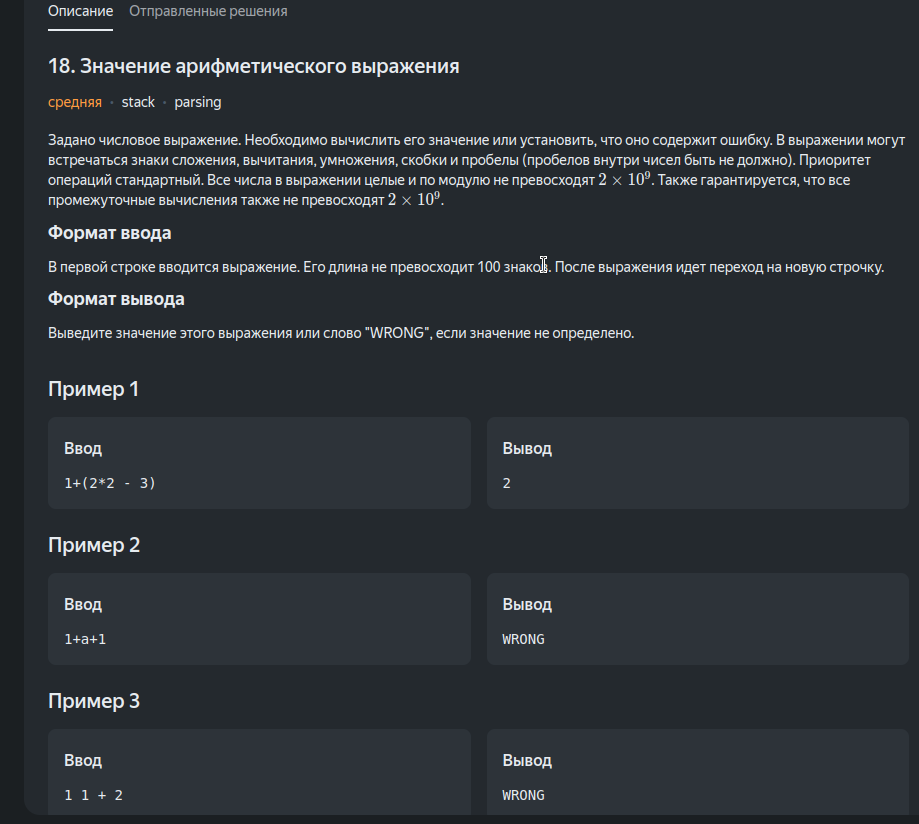 Описание Отправленные решения
18. Значение арифметического выражения
средняя · stack · parsing
Задано числовое выражение. Необходимо вычислить его значение или установить, что оно содержит ошибку. В выражении могут
встречаться знаки сложения, вычитания, умножения, скобки и пробелы (пробелов внутри чисел быть не должно). Приоритет
операций стандартный. Все числа в выражении целые и по модулю не превосходят 2 × 10⁹. Также гарантируется, что все
промежуточные вычисления также не превосходят 2 × 10⁹.
Формат ввода
В первой строке вводится выражение. Его длина не превосходит 100 знаков. После выражения идет переход на новую строчку.
Формат вывода
Выведите значение этого выражения или слово "WRONG", если значение не определено.
Пример 1
Ввод Вывод
1+(2*2 - 3) 2
Пример 2
Ввод Вывод
1+a+1 WRONG
Пример 3
Ввод Вывод
1 1 + 2 WRONG